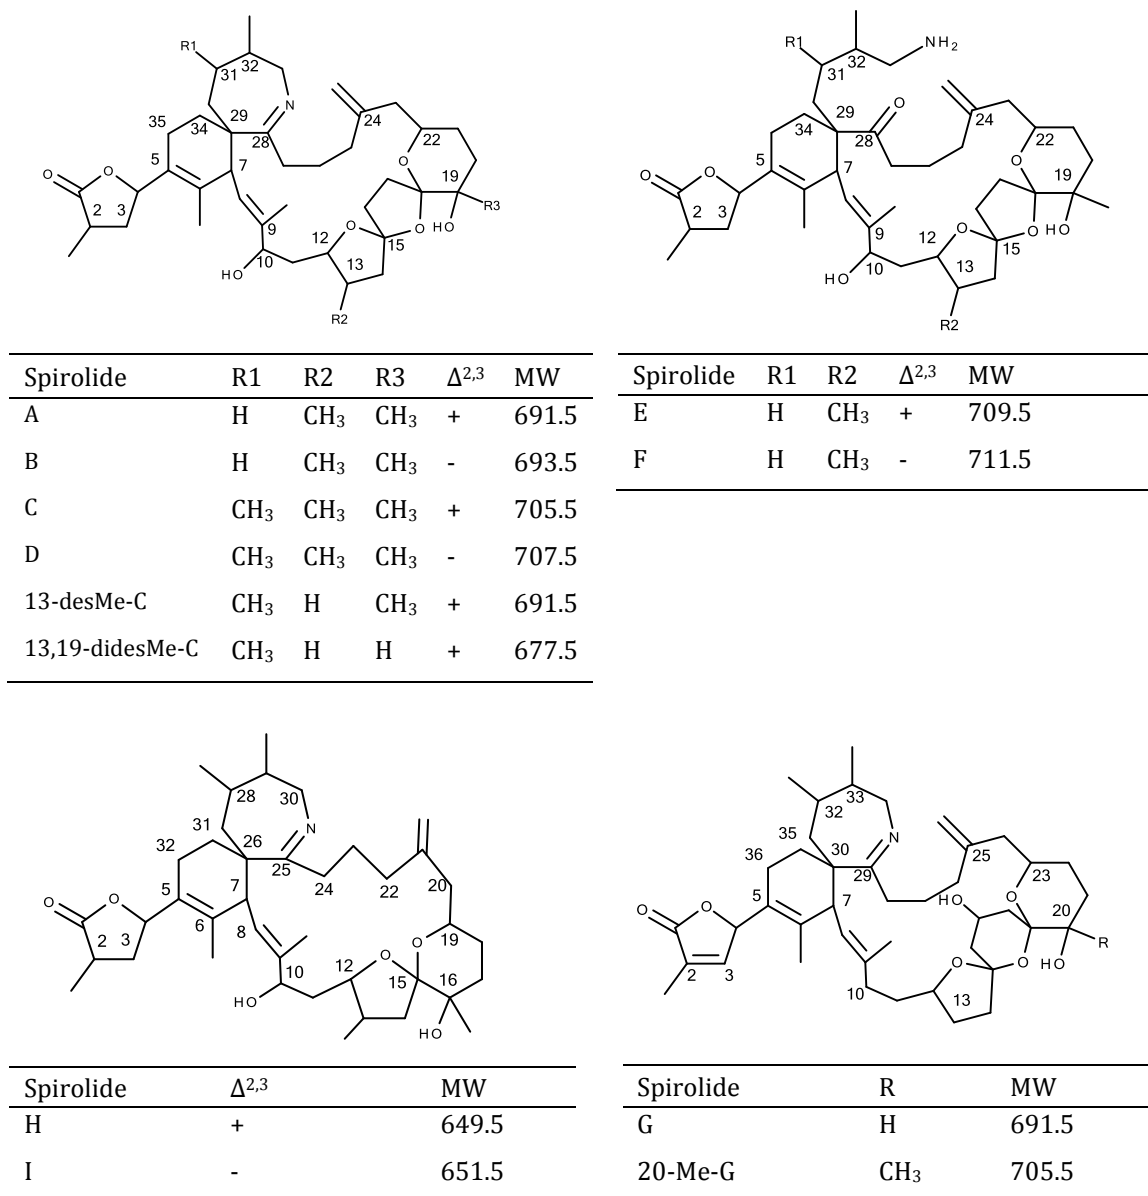 R1
31
32
N
29
35
34
28
24
O
O
5
7
22
O
19
2
3
R3
9
O
HO
12
O
15
HO
10
13
R2
R1
31
32
NH2
29
O
34
28
24
O
O
5
7
22
O
19
2
3
9
O
HO
12
O
15
HO
10
13
R2
Spirolide R1 R2 R3 Δ2,3 MW
A H CH3 CH3 + 691.5
B H CH3 CH3 - 693.5
C CH3 CH3 CH3 + 705.5
D CH3 CH3 CH3 - 707.5
13-desMe-C CH3 H CH3 + 691.5
13,19-didesMe-C CH3 H H + 677.5
Spirolide R1 R2 Δ2,3 MW
E H CH3 + 709.5
F H CH3 - 711.5
28
30
31
N
32
26
25
24
22
20
O
O
5
7
2
3
6
8
O
19
10
12
O
15
16
HO
HO
32
33
35
N
36
30
29
25
O
O
5
7
23
HO
O
20
R
2
3
O
O
HO
10
13
Spirolide Δ2,3 MW
H + 649.5
I - 651.5
Spirolide R MW
G H 691.5
20-Me-G CH3 705.5